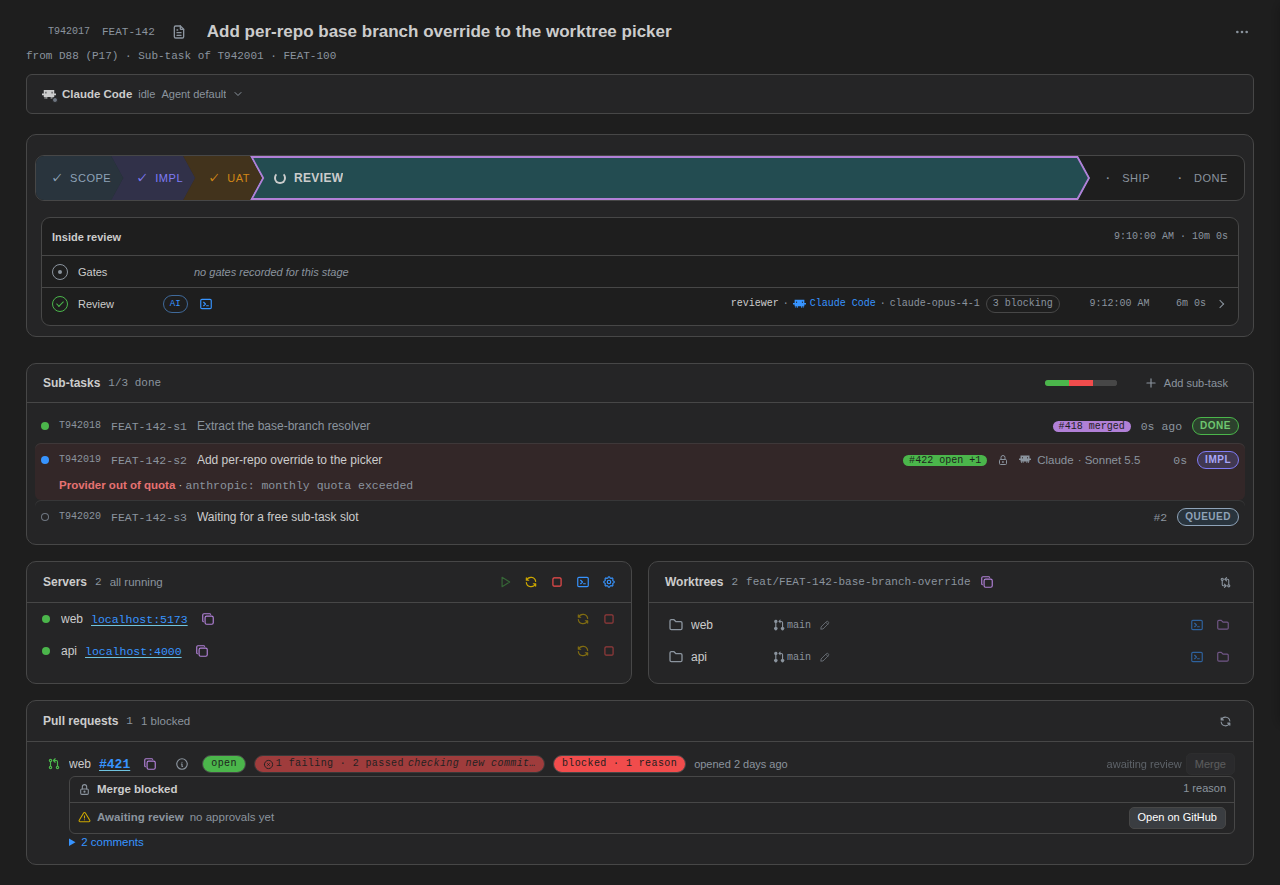 T942017 FEAT-142 Add per-repo base branch override to the worktree picker
from D88 (P17) · Sub-task of T942001 · FEAT-100
Claude Code idle Agent default
SCOPE IMPL UAT REVIEW · SHIP · DONE
Inside review 9:10:00 AM · 10m 0s
Gates no gates recorded for this stage
Review AI reviewer · Claude Code · claude-opus-4-1 3 blocking 9:12:00 AM 6m 0s
Sub-tasks 1/3 done Add sub-task
T942018 FEAT-142-s1 Extract the base-branch resolver #418 merged 0s ago DONE
T942019 FEAT-142-s2 Add per-repo override to the picker #422 open +1 Claude · Sonnet 5.5 0s IMPL
Provider out of quota · anthropic: monthly quota exceeded
T942020 FEAT-142-s3 Waiting for a free sub-task slot #2 QUEUED
Servers 2 all running
web localhost:5173
api localhost:4000
Worktrees 2 feat/FEAT-142-base-branch-override
web main
api main
Pull requests 1 1 blocked
web #421 open 1 failing · 2 passed checking new commit… blocked · 1 reason opened 2 days ago awaiting review Merge
Merge blocked 1 reason
Awaiting review no approvals yet Open on GitHub
2 comments